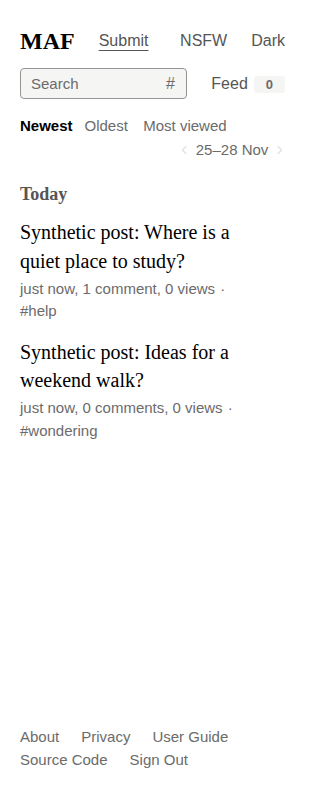 MAF Submit NSFW Dark
Search # Feed 0
Newest Oldest Most viewed
‹ 25–28 Nov ›
Today
Synthetic post: Where is a
quiet place to study?
just now, 1 comment, 0 views ·
#help
Synthetic post: Ideas for a
weekend walk?
just now, 0 comments, 0 views ·
#wondering
About Privacy User Guide
Source Code Sign Out